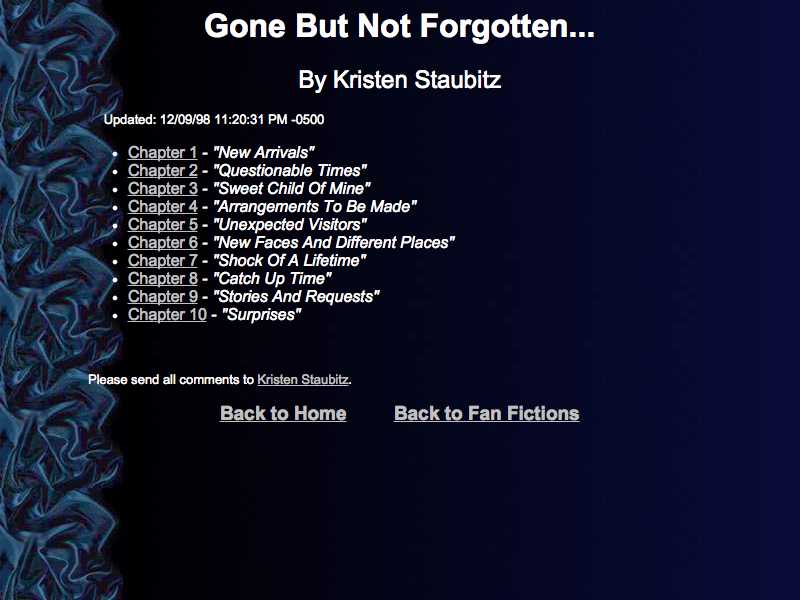 Gone But Not Forgotten...
By Kristen Staubitz
Updated: 12/09/98 11:20:31 PM -0500
Chapter 1 - "New Arrivals"
Chapter 2 - "Questionable Times"
Chapter 3 - "Sweet Child Of Mine"
Chapter 4 - "Arrangements To Be Made"
Chapter 5 - "Unexpected Visitors"
Chapter 6 - "New Faces And Different Places"
Chapter 7 - "Shock Of A Lifetime"
Chapter 8 - "Catch Up Time"
Chapter 9 - "Stories And Requests"
Chapter 10 - "Surprises"
Please send all comments to Kristen Staubitz.
Back to Home Back to Fan Fictions